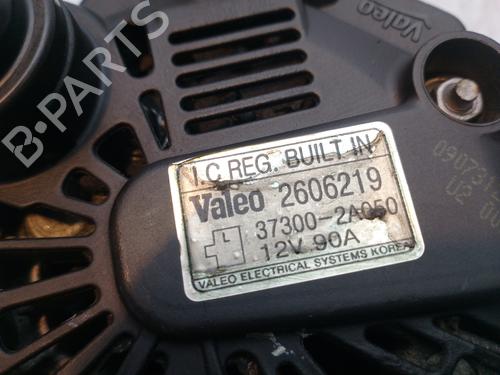 Valeo
B-PARTS
I.C REG. BUILT IN
Valeo 2606219
37300-2A050
12V 90A
VALEO ELECTRICAL SYSTEMS KOREA